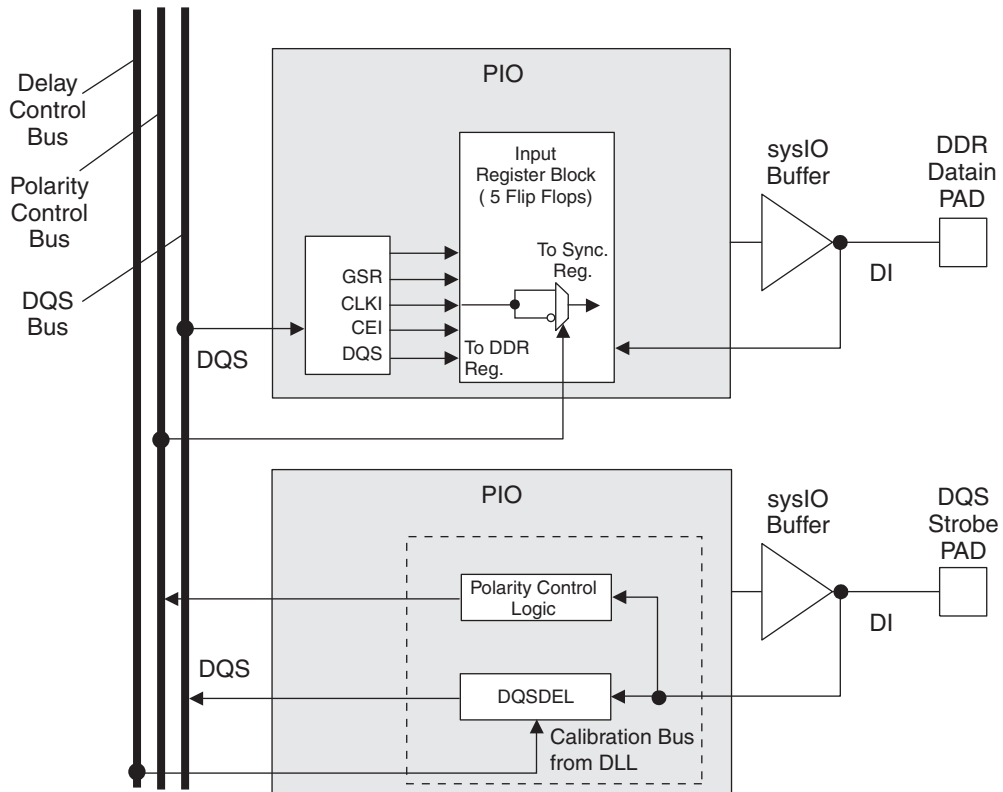 Delay
Control
Bus
Polarity
Control
Bus
DQS
Bus
DQS
PIO
Input
Register Block
( 5 Flip Flops)
To Sync.
Reg.
GSR
CLKI
CEI
DQS
To DDR
Reg.
sysIO
Buffer
DDR
Datain
PAD
DI
PIO
Polarity Control
Logic
DQS
DQSDEL
Calibration Bus
from DLL
sysIO
Buffer
DQS
Strobe
PAD
DI